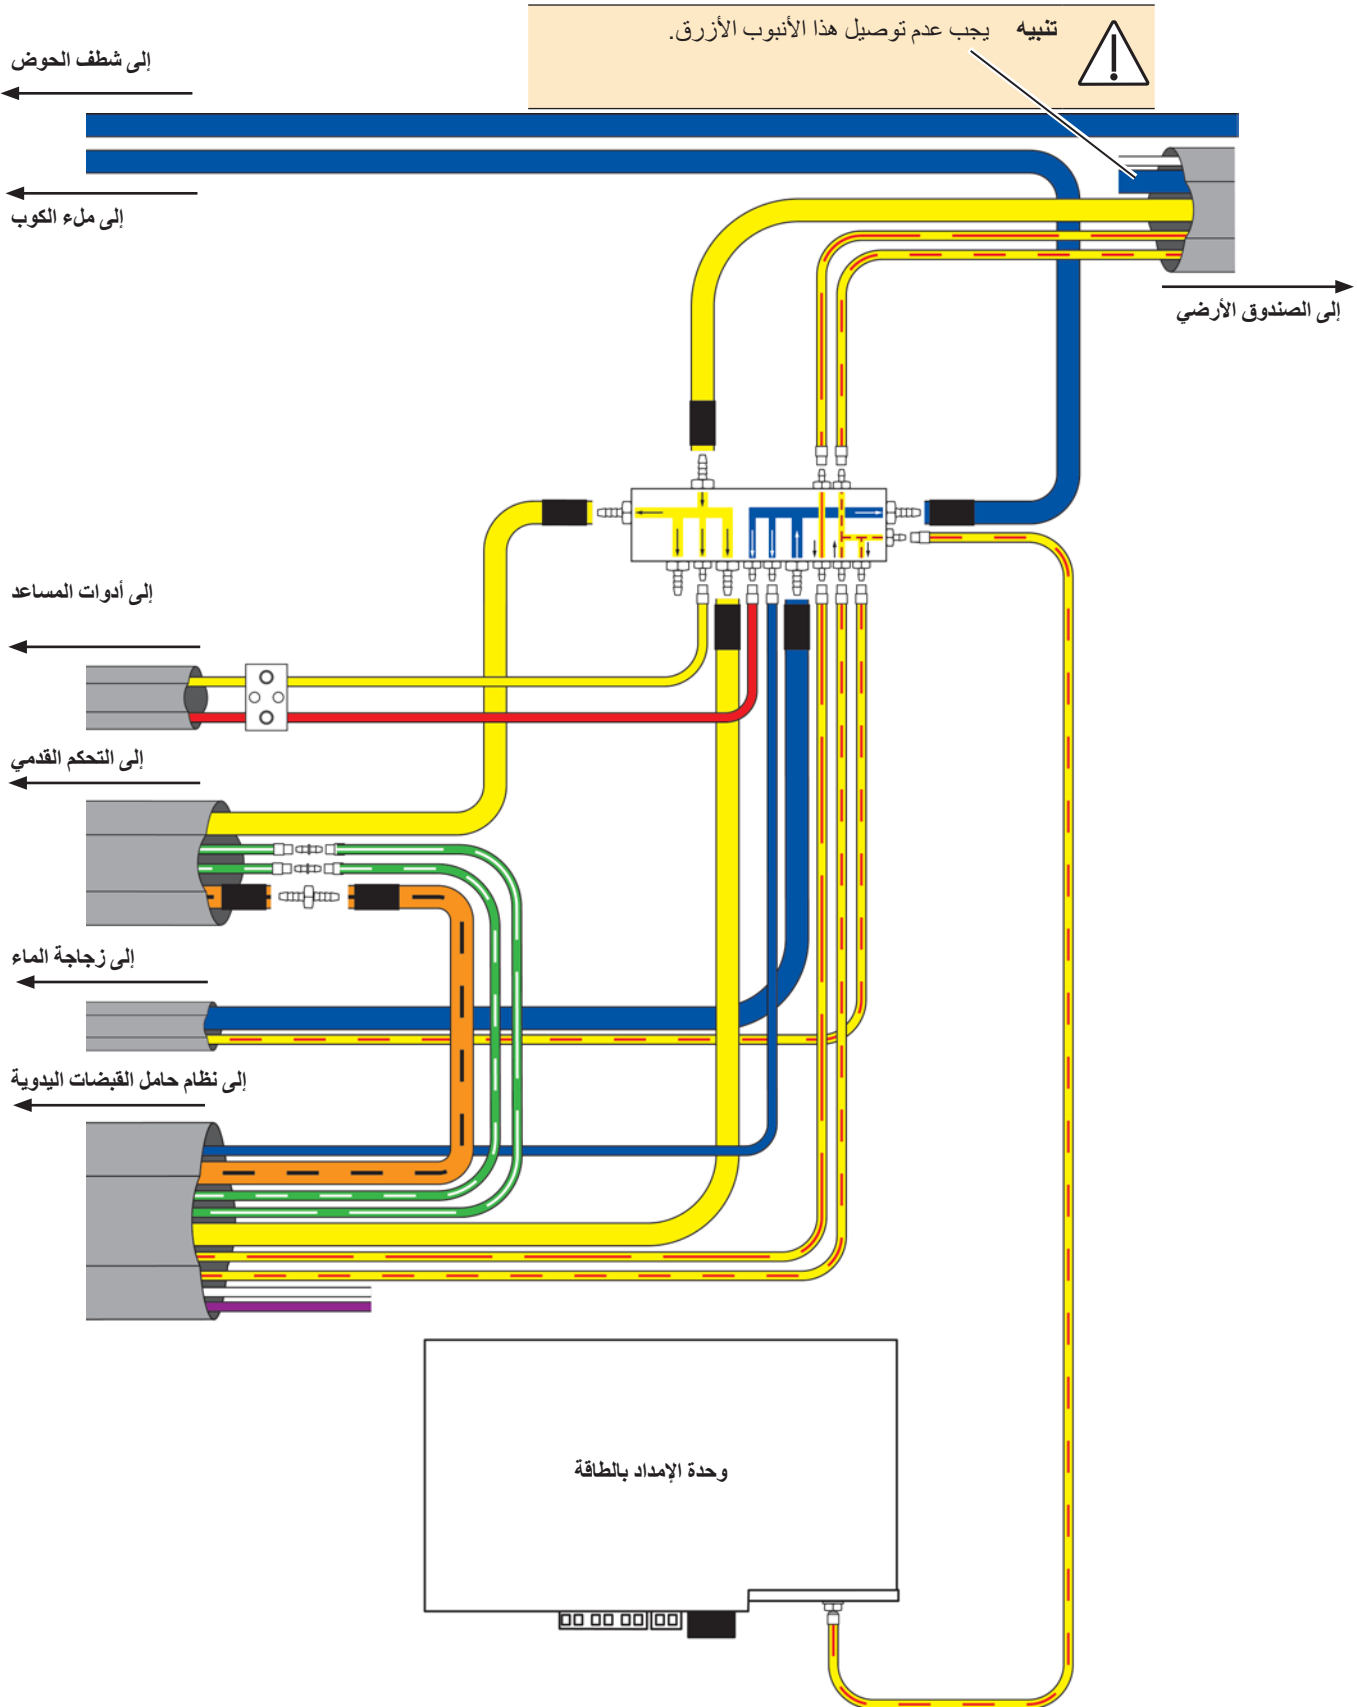 تنبيه يجب عدم توصيل هذا الأنبوب الأزرق.
إلى شطف الحوض
إلى ملء الكوب
إلى الصندوق الأرضي
إلى أدوات المساعد
إلى التحكم القدمي
إلى زجاجة الماء
إلى نظام حامل القبضات اليدوية
وحدة الإمداد بالطاقة